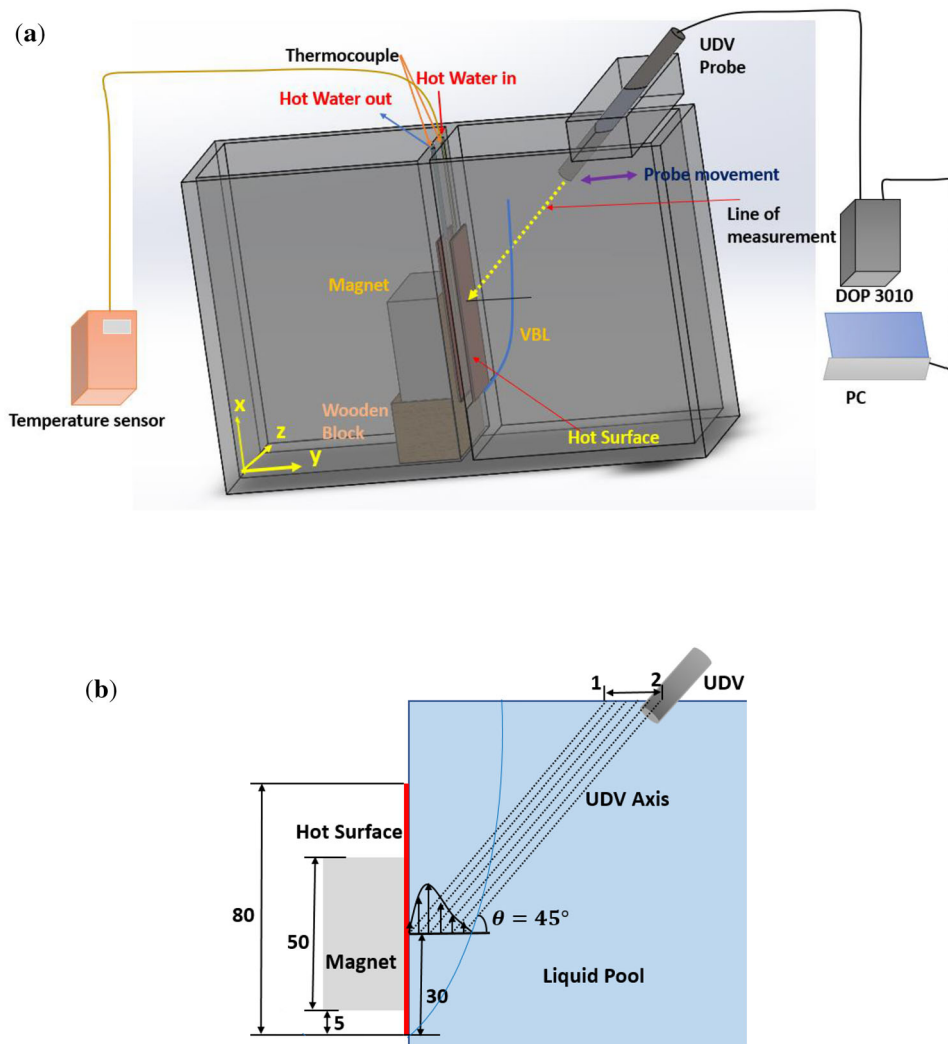 (a)
Thermocouple
Hot Water in
Hot Water out
UDV
Probe
Probe movement
Line of
measurement
DOP 3010
PC
Magnet
VBL
Wooden
Block
Hot Surface
Temperature sensor
x
z
y
(b)
1
2
UDV
UDV Axis
Hot Surface
80
50
Magnet
5
30
θ = 45°
Liquid Pool